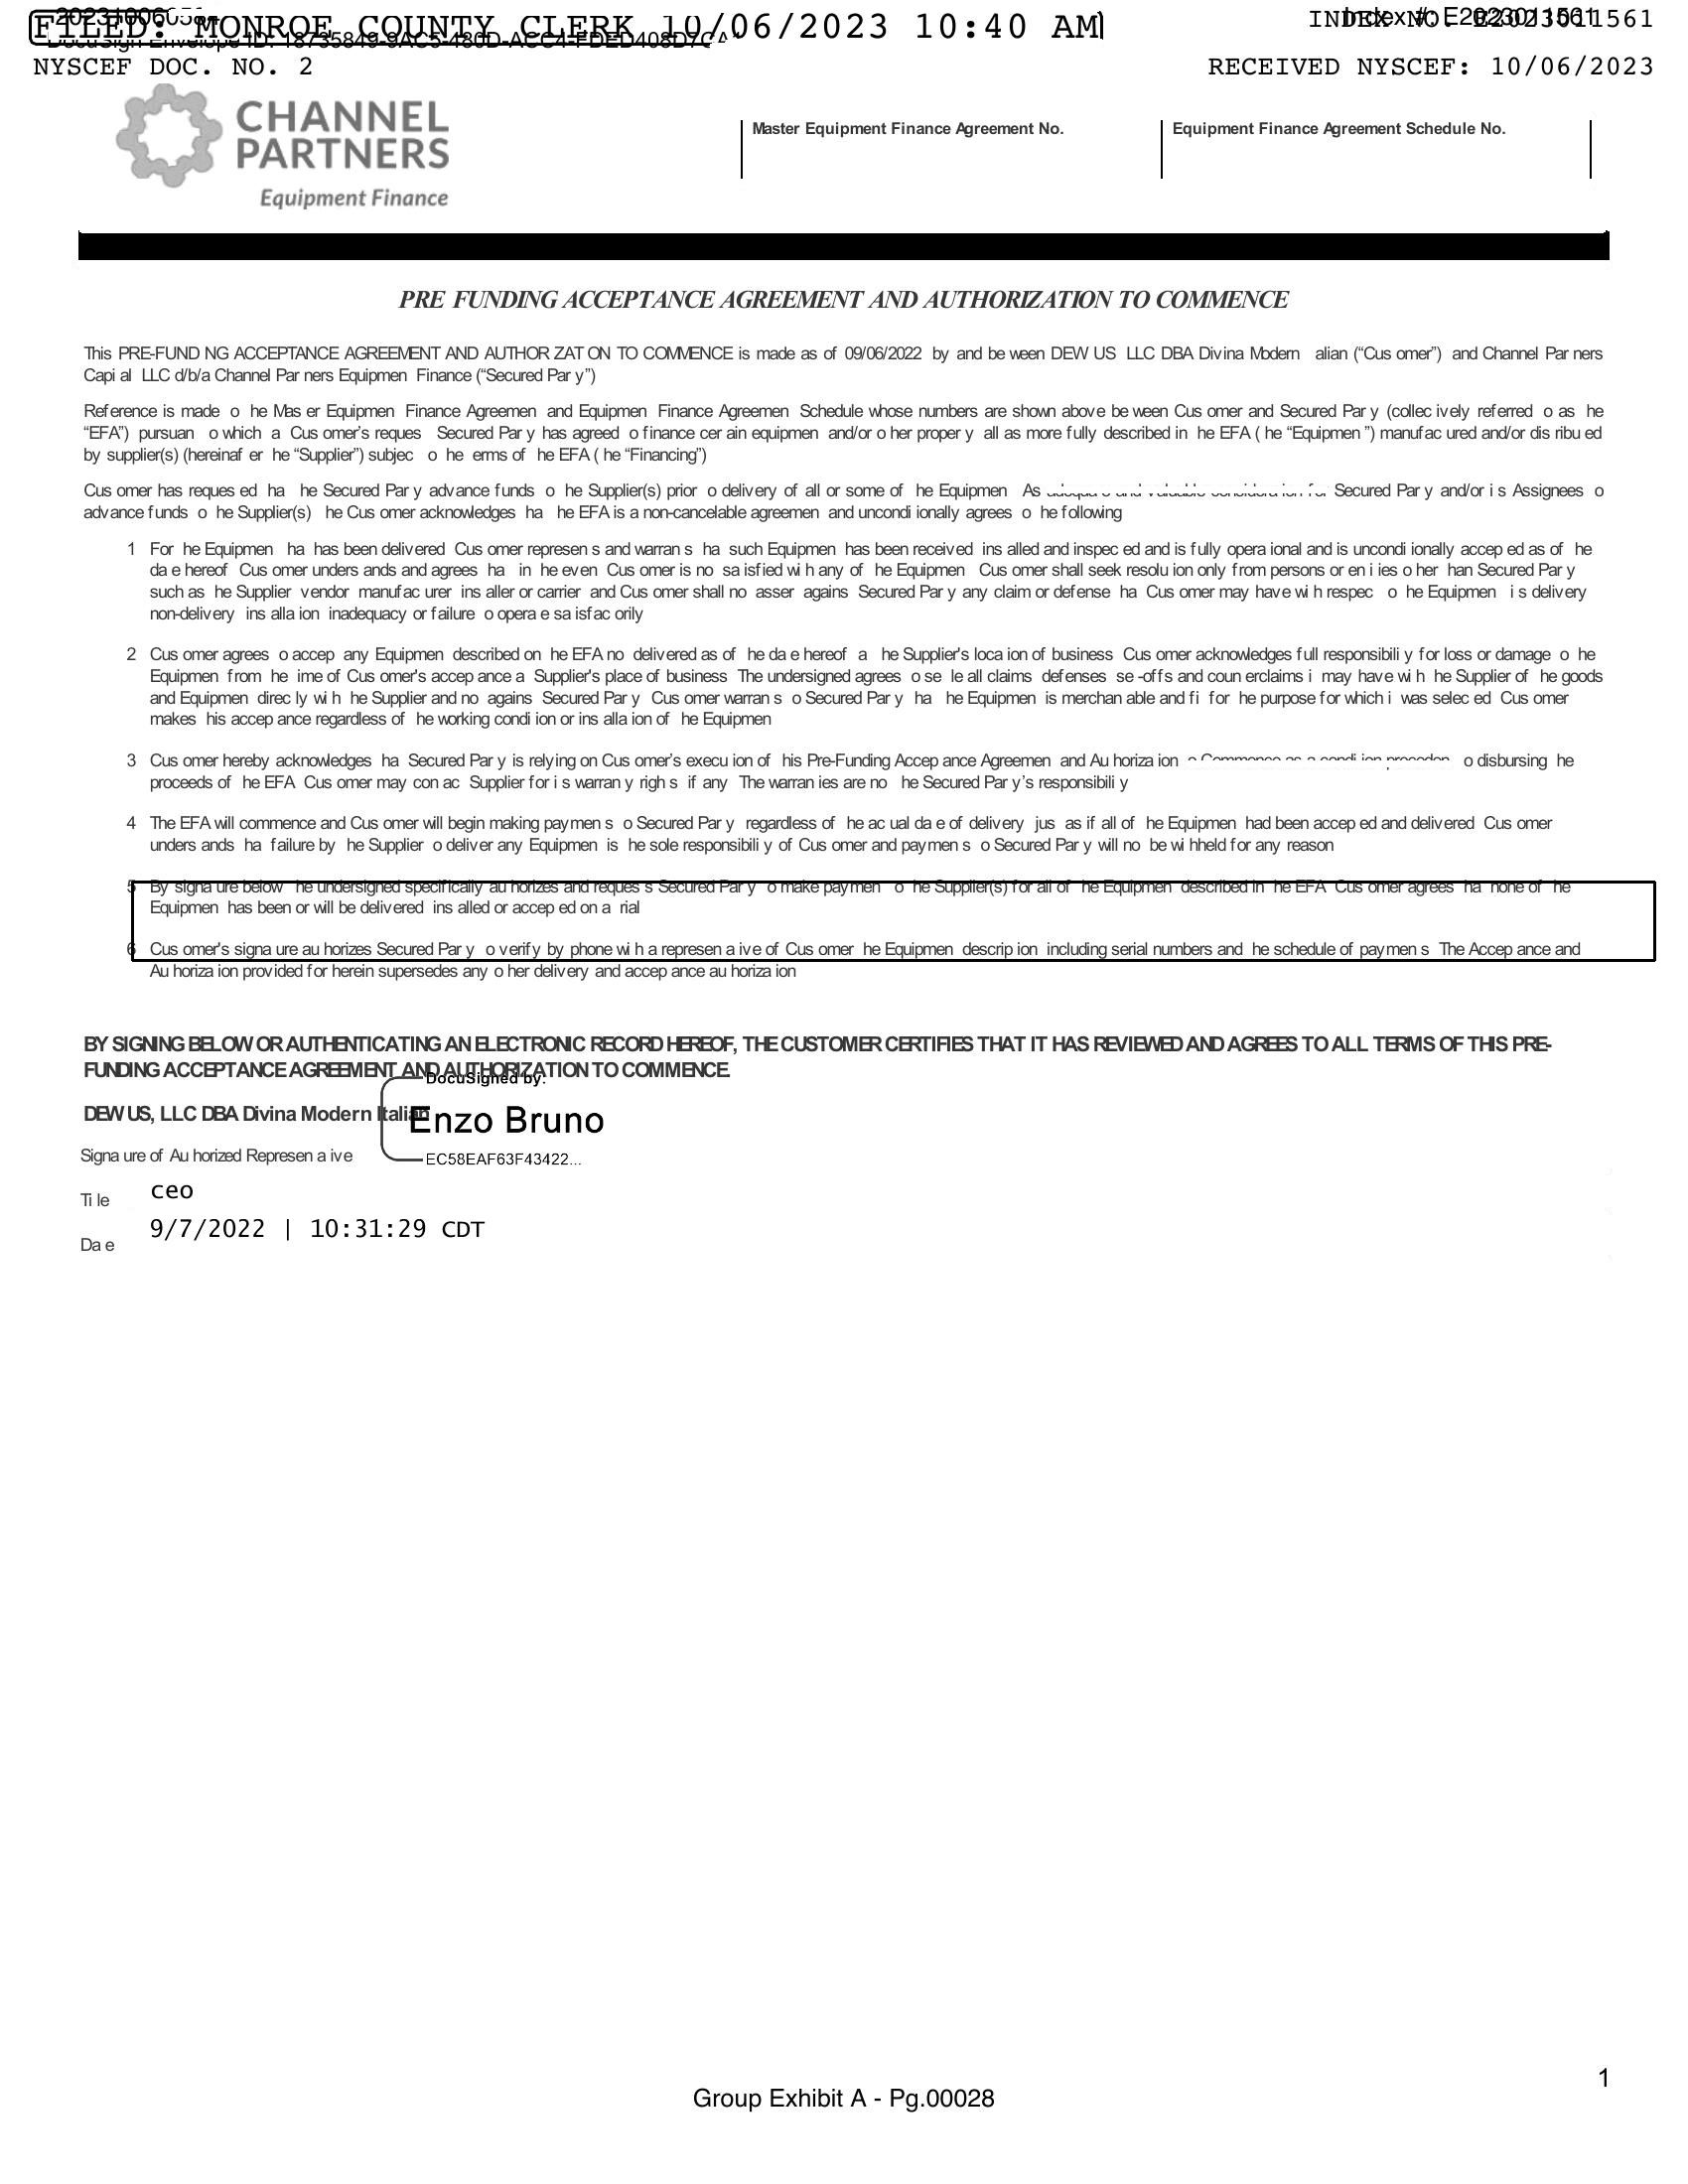 202310060584
FILED: MONROE COUNTY CLERK 10/06/2023 10:40 AM
INDEX NO. E2023011561
Index #: E2023011561
DocuSign Envelope ID: 18735849-9AC5-480D-ACC4-FDED408D7CA
NYSCEF DOC. NO. 2
RECEIVED NYSCEF: 10/06/2023
CHANNEL
PARTNERS
Equipment Finance
Master Equipment Finance Agreement No.
Equipment Finance Agreement Schedule No.
PRE FUNDING ACCEPTANCE AGREEMENT AND AUTHORIZATION TO COMMENCE
This PRE-FUND NG ACCEPTANCE AGREEMENT AND AUTHOR ZAT ON TO COMMENCE is made as of 09/06/2022 by and be ween DEW US LLC DBA Divina Modern alian (“Cus omer”) and Channel Par ners
Capi al LLC d/b/a Channel Par ners Equipmen Finance (“Secured Par y”)
Reference is made o he Mas er Equipmen Finance Agreemen and Equipmen Finance Agreemen Schedule whose numbers are shown above be ween Cus omer and Secured Par y (collec ively referred o as he
“EFA”) pursuan o which a Cus omer’s reques Secured Par y has agreed o finance cer ain equipmen and/or o her proper y all as more fully described in he EFA ( he “Equipmen ”) manufac ured and/or dis ribu ed
by supplier(s) (hereinaf er he “Supplier”) subjec o he erms of he EFA ( he “Financing”)
Cus omer has reques ed ha he Secured Par y advance funds o he Supplier(s) prior o delivery of all or some of he Equipmen As adequa e and valuable considera ion for Secured Par y and/or i s Assignees o
advance funds o he Supplier(s) he Cus omer acknowledges ha he EFA is a non-cancelable agreemen and uncondi ionally agrees o he following
1 For he Equipmen ha has been delivered Cus omer represen s and warran s ha such Equipmen has been received ins alled and inspec ed and is fully opera ional and is uncondi ionally accep ed as of he
da e hereof Cus omer unders ands and agrees ha in he even Cus omer is no sa isfied wi h any of he Equipmen Cus omer shall seek resolu ion only from persons or en i ies o her han Secured Par y
such as he Supplier vendor manufac urer ins aller or carrier and Cus omer shall no asser agains Secured Par y any claim or defense ha Cus omer may have wi h respec o he Equipmen i s delivery
non-delivery ins alla ion inadequacy or failure o opera e sa isfac orily
2 Cus omer agrees o accep any Equipmen described on he EFA no delivered as of he da e hereof a he Supplier's loca ion of business Cus omer acknowledges full responsibili y for loss or damage o he
Equipmen from he ime of Cus omer's accep ance a Supplier's place of business The undersigned agrees o se le all claims defenses se -offs and coun erclaims i may have wi h he Supplier of he goods
and Equipmen direc ly wi h he Supplier and no agains Secured Par y Cus omer warran s o Secured Par y ha he Equipmen is merchan able and fi for he purpose for which i was selec ed Cus omer
makes his accep ance regardless of he working condi ion or ins alla ion of he Equipmen
3 Cus omer hereby acknowledges ha Secured Par y is relying on Cus omer’s execu ion of his Pre-Funding Accep ance Agreemen and Au horiza ion o Commence as a condi ion preceden o disbursing he
proceeds of he EFA Cus omer may con ac Supplier for i s warran y righ s if any The warran ies are no he Secured Par y’s responsibili y
4 The EFA will commence and Cus omer will begin making paymen s o Secured Par y regardless of he ac ual da e of delivery jus as if all of he Equipmen had been accep ed and delivered Cus omer
unders ands ha failure by he Supplier o deliver any Equipmen is he sole responsibili y of Cus omer and paymen s o Secured Par y will no be wi hheld for any reason
5 By signa ure below he undersigned specifically au horizes and reques s Secured Par y o make paymen o he Supplier(s) for all of he Equipmen described in he EFA Cus omer agrees ha none of he
Equipmen has been or will be delivered ins alled or accep ed on a rial
6 Cus omer's signa ure au horizes Secured Par y o verify by phone wi h a represen a ive of Cus omer he Equipmen descrip ion including serial numbers and he schedule of paymen s The Accep ance and
Au horiza ion provided for herein supersedes any o her delivery and accep ance au horiza ion
BY SIGNING BELOW OR AUTHENTICATING AN ELECTRONIC RECORD HEREOF, THE CUSTOMER CERTIFIES THAT IT HAS REVIEWED AND AGREES TO ALL TERMS OF THIS PRE-
FUNDING ACCEPTANCE AGREEMENT AND AUTHORIZATION TO COMMENCE.
DocuSigned by:
DEW US, LLC DBA Divina Modern Italian
Enzo Bruno
Signa ure of Au horized Represen a ive
EC58EAF63F43422...
Ti le ceo
Da e 9/7/2022 | 10:31:29 CDT
1
Group Exhibit A - Pg.00028